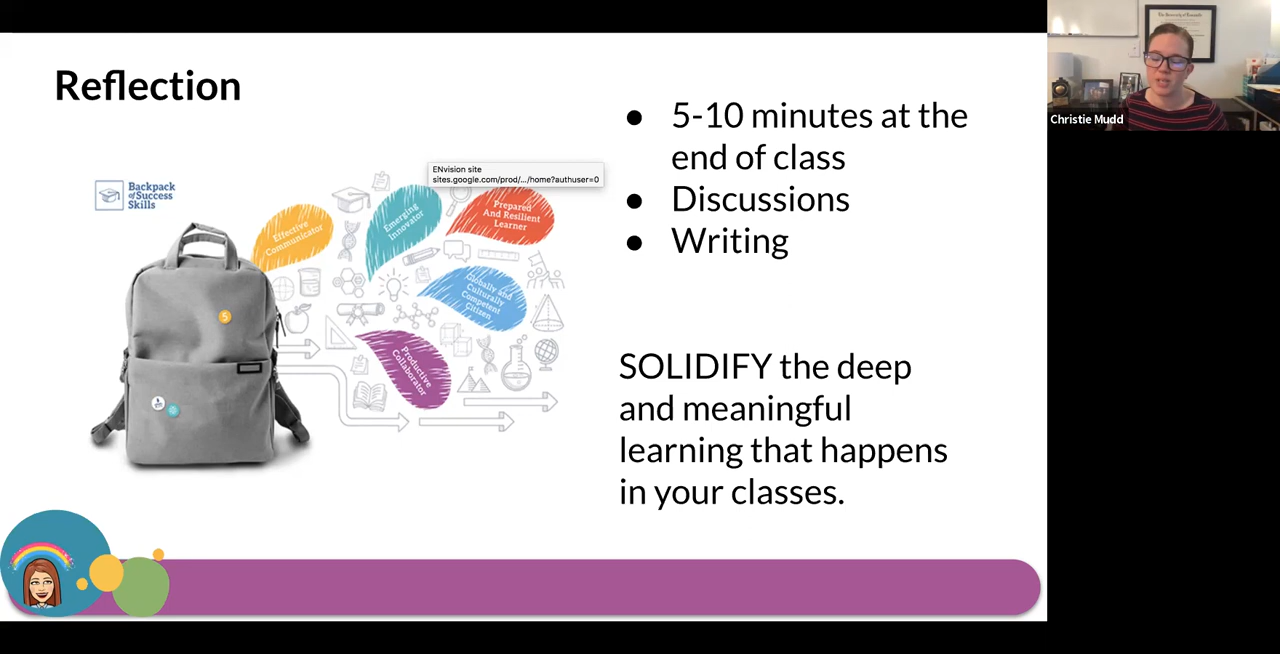 Reflection
5-10 minutes at the
end of class
Discussions
Writing
SOLIDIFY the deep
and meaningful
learning that happens
in your classes.
ENvision site
sites.google.com/prod/.../home?authuser=0
Backpack
of Success
Skills
Effective
Communicator
Emerging
Innovator
Prepared
And Resilient
Learner
Globally and
Culturally
Competent
Citizen
Productive
Collaborator
5
Christie Mudd